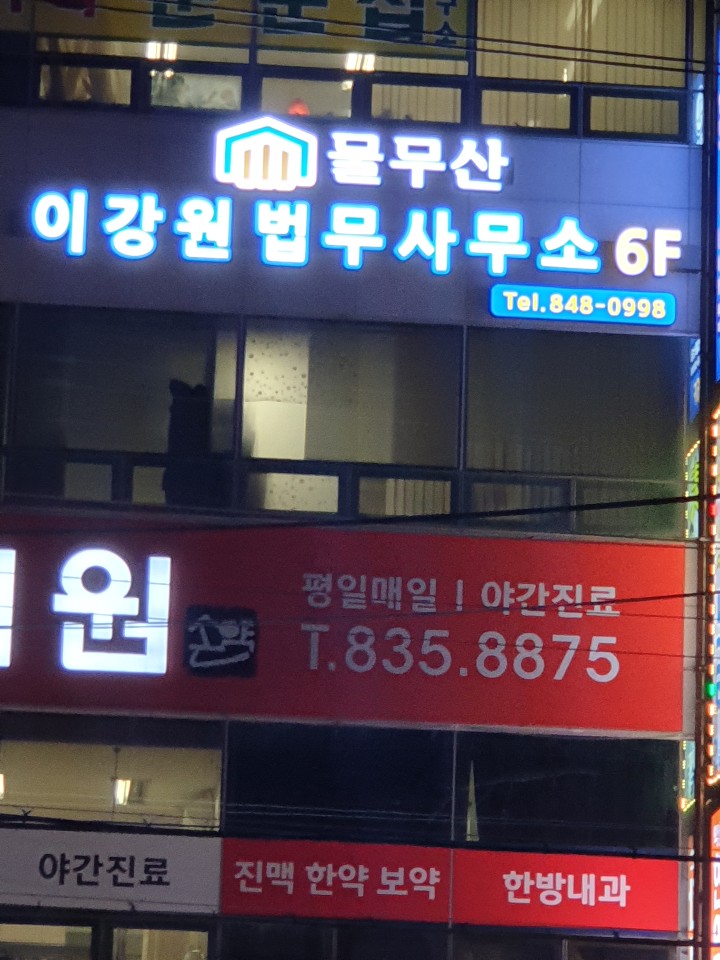 물무산
이강원 법무사무소 6F
Tel.848-0998
원
평일매일 | 야간진료
T.835.8875
야간진료
진맥 한약 보약
한방내과